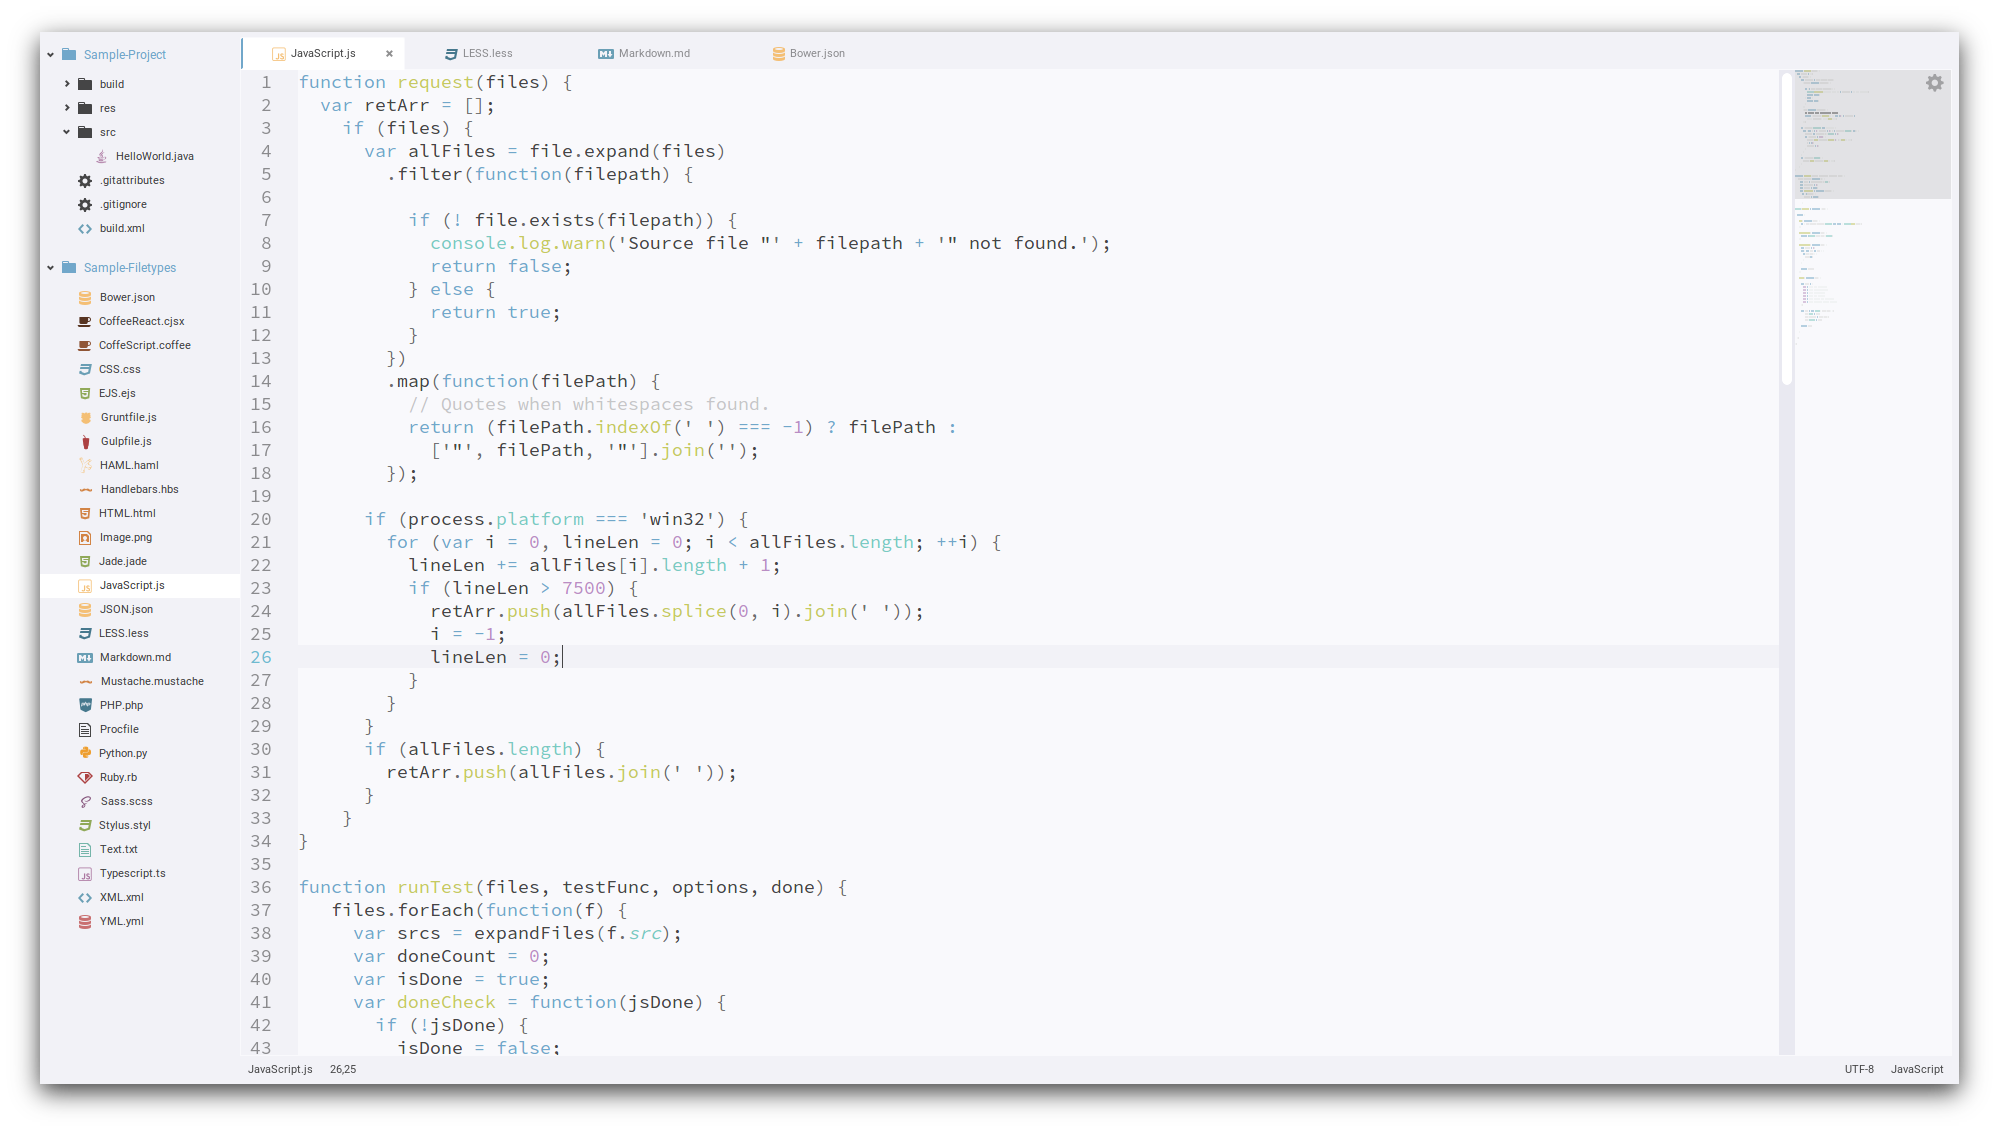 Sample-Project
build
res
src
HelloWorld.java
.gitattributes
.gitignore
build.xml
Sample-Filetypes
Bower.json
CoffeeReact.cjsx
CoffeScript.coffee
CSS.css
EJS.ejs
Gruntfile.js
Gulpfile.js
HAML.haml
Handlebars.hbs
HTML.html
Image.png
Jade.jade
JavaScript.js
JSON.json
LESS.less
Markdown.md
Mustache.mustache
PHP.php
Procfile
Python.py
Ruby.rb
Sass.scss
Stylus.styl
Text.txt
Typescript.ts
XML.xml
YML.yml
JavaScript.js × LESS.less Markdown.md Bower.json
1 function request(files) {
2   var retArr = [];
3     if (files) {
4       var allFiles = file.expand(files)
5         .filter(function(filepath) {
6
7           if (! file.exists(filepath)) {
8             console.log.warn('Source file "' + filepath + '" not found.');
9             return false;
10           } else {
11             return true;
12           }
13         })
14         .map(function(filePath) {
15           // Quotes when whitespaces found.
16           return (filePath.indexOf(' ') === -1) ? filePath :
17             ['"', filePath, '"'].join('');
18         });
19
20       if (process.platform === 'win32') {
21         for (var i = 0, lineLen = 0; i < allFiles.length; ++i) {
22           lineLen += allFiles[i].length + 1;
23           if (lineLen > 7500) {
24             retArr.push(allFiles.splice(0, i).join(' '));
25             i = -1;
26             lineLen = 0;
27           }
28         }
29       }
30       if (allFiles.length) {
31         retArr.push(allFiles.join(' '));
32       }
33     }
34 }
35
36 function runTest(files, testFunc, options, done) {
37    files.forEach(function(f) {
38      var srcs = expandFiles(f.src);
39      var doneCount = 0;
40      var isDone = true;
41      var doneCheck = function(jsDone) {
42        if (!jsDone) {
43          isDone = false;
JavaScript.js 26,25 UTF-8 JavaScript